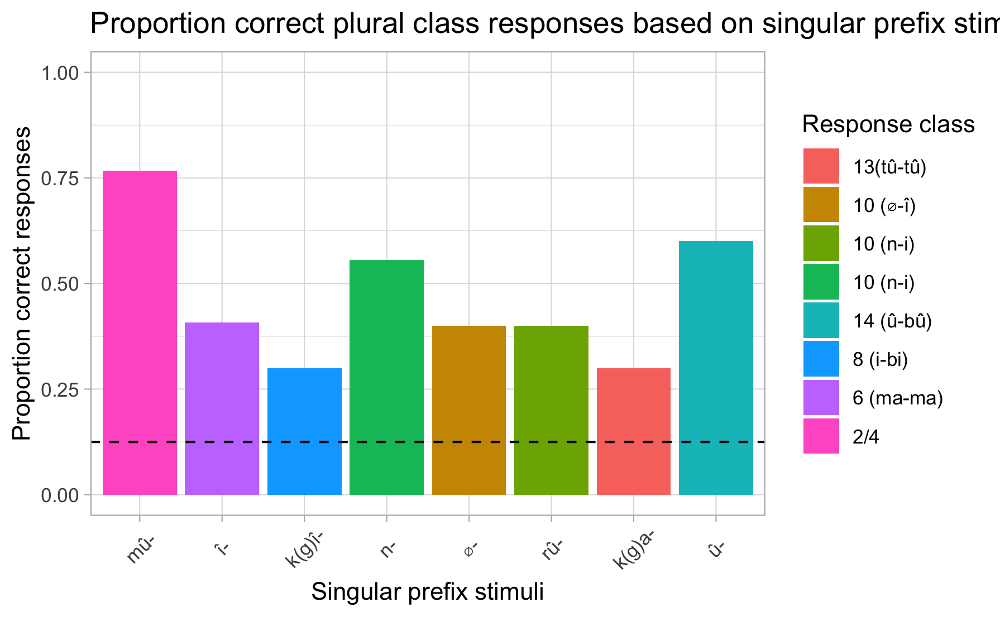 Proportion correct plural class responses based on singular prefix stim
Proportion correct responses
1.00
0.75
0.50
0.25
0.00
mû-
î-
k(g)î-
n-
⌀-
rû-
k(g)a-
û-
Singular prefix stimuli
Response class
13(tû-tû)
10 (⌀-î)
10 (n-i)
10 (n-i)
14 (û-bû)
8 (i-bi)
6 (ma-ma)
2/4